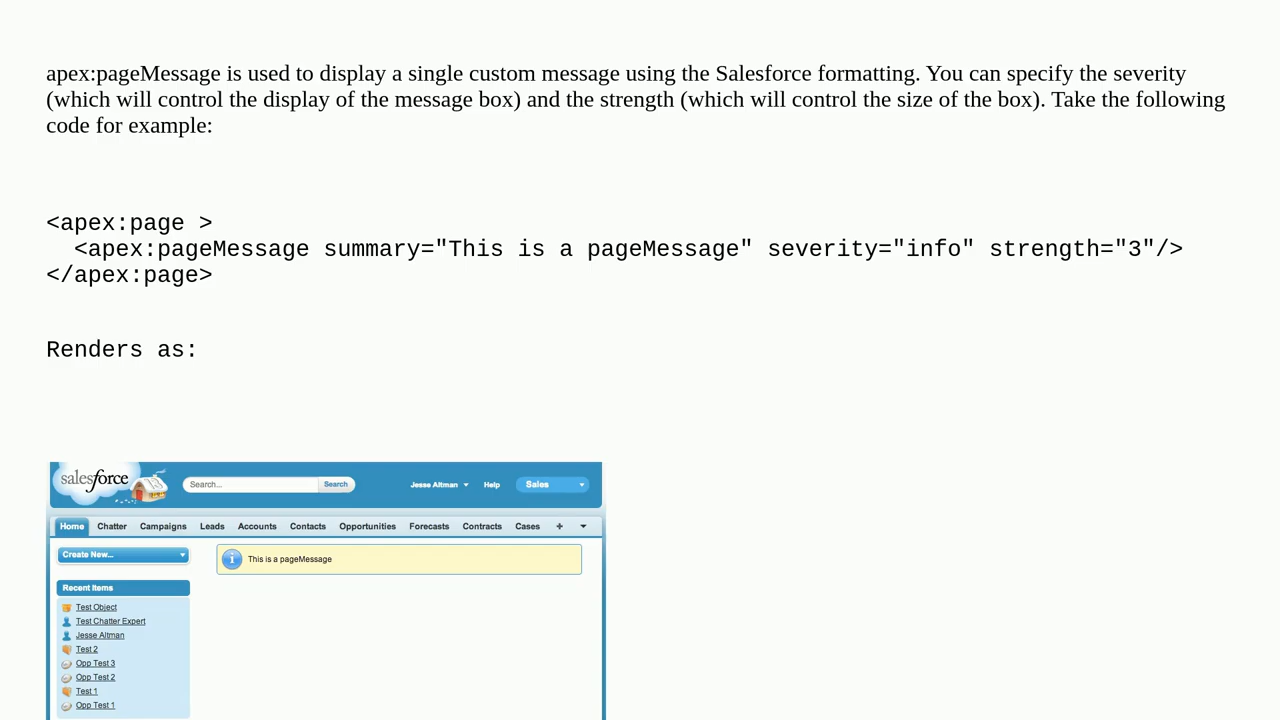 apex:pageMessage is used to display a single custom message using the Salesforce formatting. You can specify the severity
(which will control the display of the message box) and the strength (which will control the size of the box). Take the following
code for example:
<apex:page >
  <apex:pageMessage summary="This is a pageMessage" severity="info" strength="3"/>
</apex:page>
Renders as:
salesforce
Search... Search Jesse Altman Help Sales
Home Chatter Campaigns Leads Accounts Contacts Opportunities Forecasts Contracts Cases +
Create New... This is a pageMessage
Recent Items
Test Object
Test Chatter Expert
Jesse Altman
Test 2
Opp Test 3
Opp Test 2
Test 1
Opp Test 1